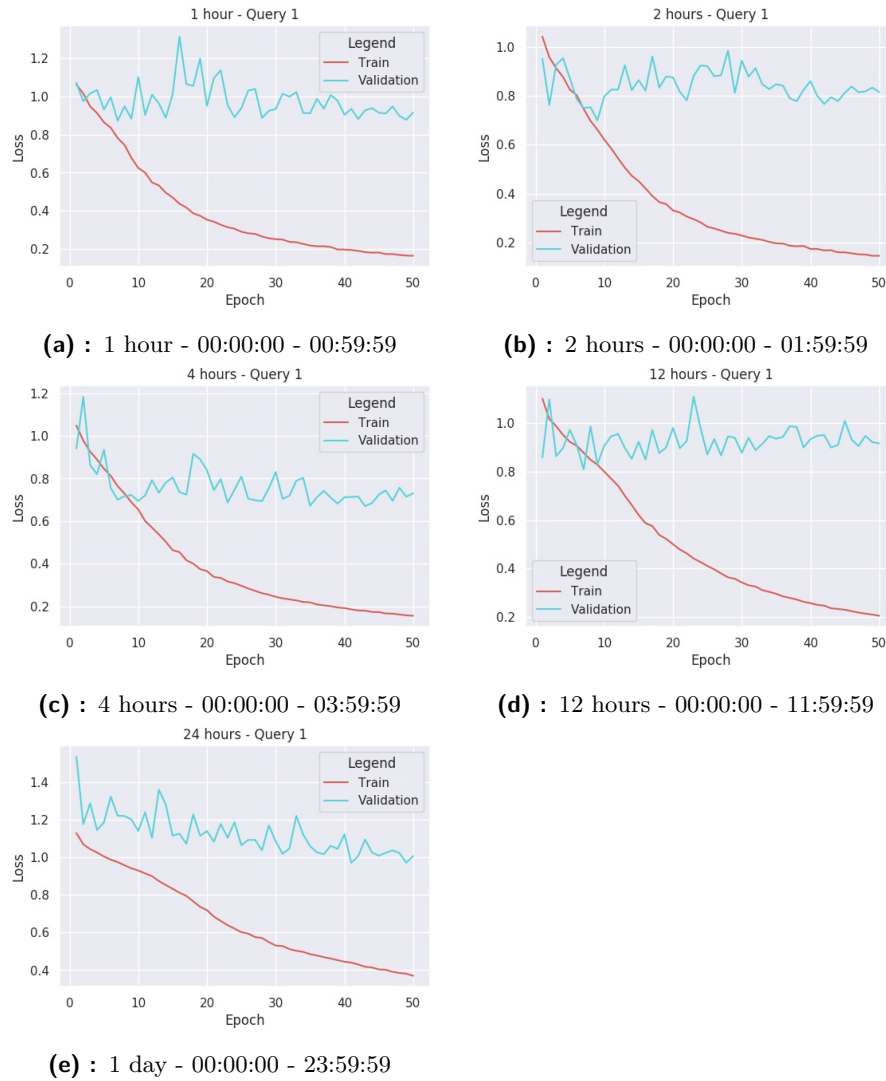 1 hour - Query 1
1.2
1.0
0.8
0.6
0.4
0.2
Loss
0 10 20 30 40 50
Epoch
Legend
Train
Validation
(a) : 1 hour - 00:00:00 - 00:59:59
2 hours - Query 1
1.0
0.8
0.6
0.4
0.2
Loss
0 10 20 30 40 50
Epoch
Legend
Train
Validation
(b) : 2 hours - 00:00:00 - 01:59:59
4 hours - Query 1
1.2
1.0
0.8
0.6
0.4
0.2
Loss
0 10 20 30 40 50
Epoch
Legend
Train
Validation
(c) : 4 hours - 00:00:00 - 03:59:59
12 hours - Query 1
1.0
0.8
0.6
0.4
0.2
Loss
0 10 20 30 40 50
Epoch
Legend
Train
Validation
(d) : 12 hours - 00:00:00 - 11:59:59
24 hours - Query 1
1.4
1.2
1.0
0.8
0.6
0.4
Loss
0 10 20 30 40 50
Epoch
Legend
Train
Validation
(e) : 1 day - 00:00:00 - 23:59:59